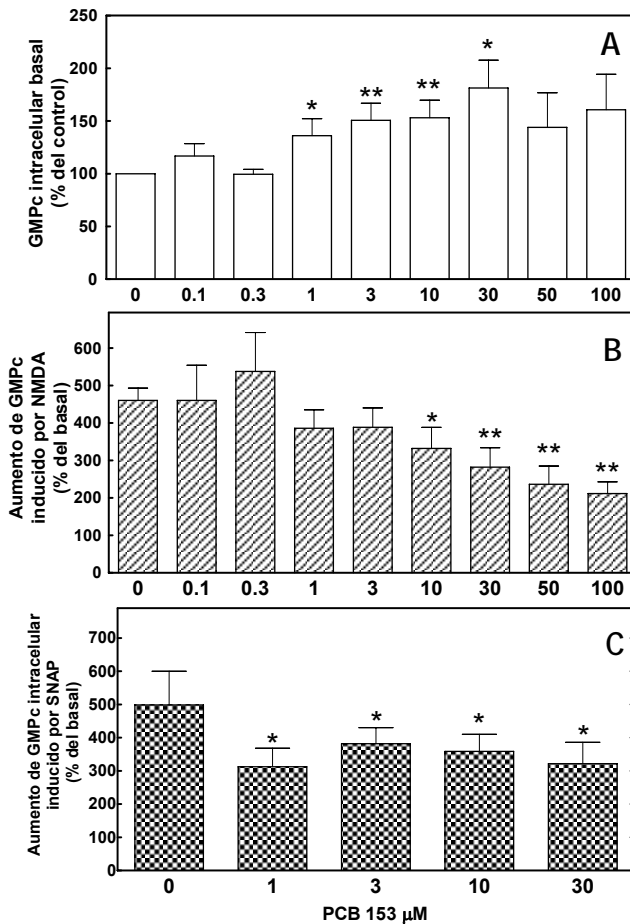 A
GMPc intracelular basal
(% del control)
250
200
150
100
50
0
*
**
**
*
0 0.1 0.3 1 3 10 30 50 100
B
Aumento de GMPc
inducido por NMDA
(% del basal)
600
500
400
300
200
100
0
*
**
**
**
0 0.1 0.3 1 3 10 30 50 100
C
Aumento de GMPc intracelular
inducido por SNAP
(% del basal)
700
600
500
400
300
200
100
0
*
*
*
*
0 1 3 10 30
PCB 153 µM